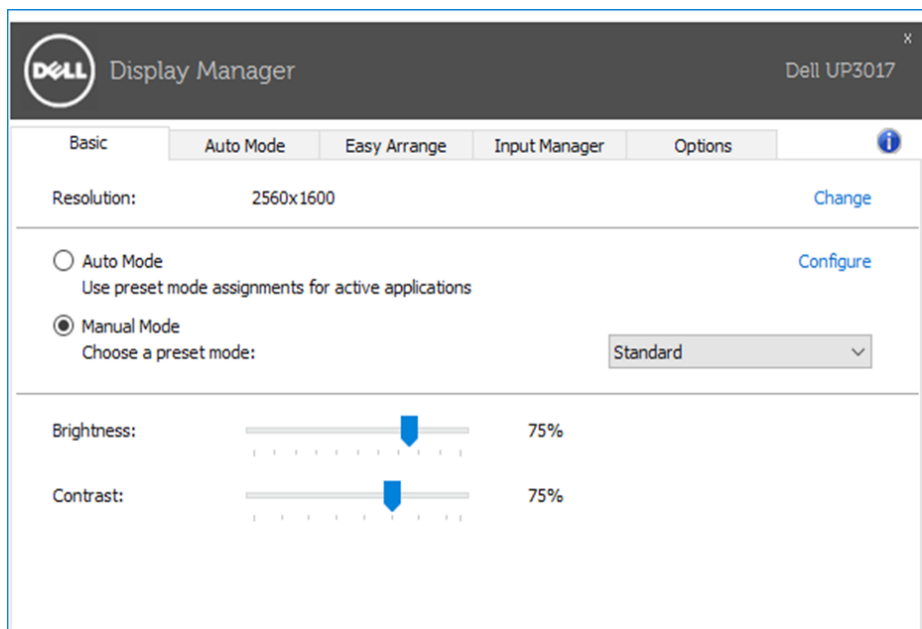 DELL Display Manager Dell UP3017 x
Basic Auto Mode Easy Arrange Input Manager Options i
Resolution: 2560x1600 Change
Auto Mode Configure
Use preset mode assignments for active applications
Manual Mode
Choose a preset mode: Standard
Brightness: 75%
Contrast: 75%